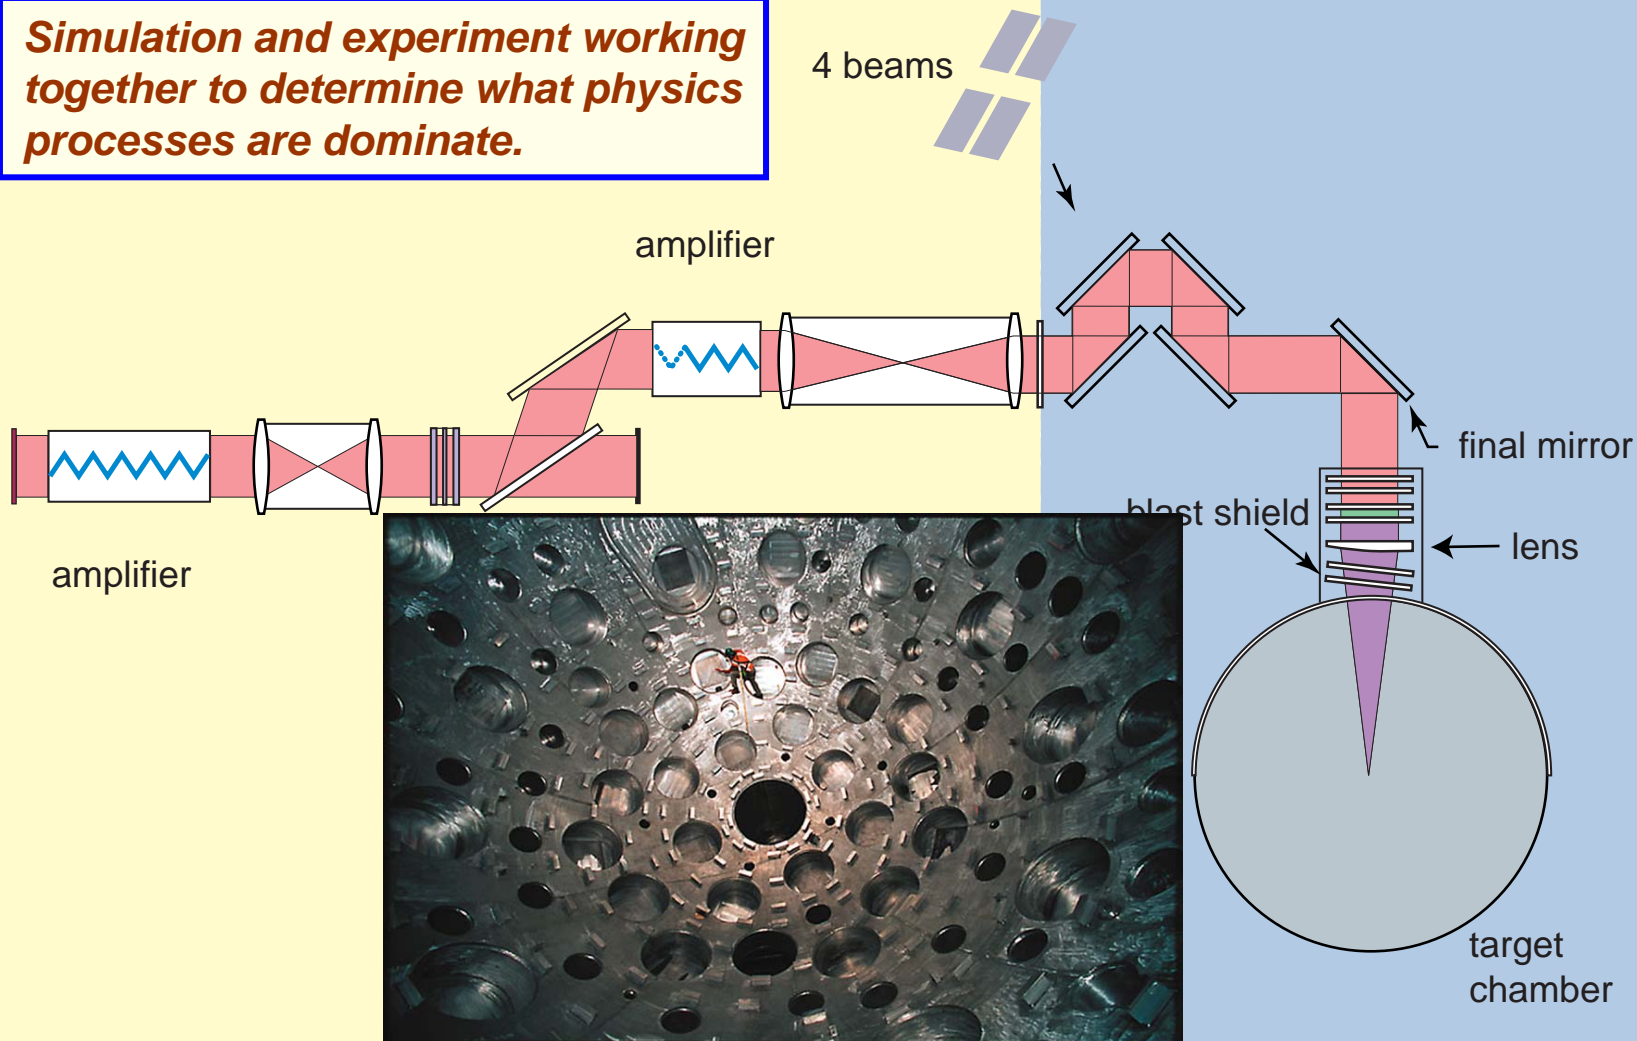 Simulation and experiment working
together to determine what physics
processes are dominate.
4 beams
amplifier
final mirror
blast shield
lens
amplifier
target
chamber